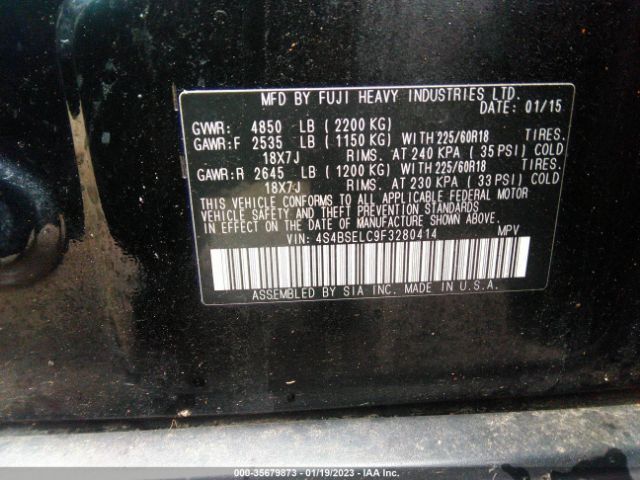 MFD BY FUJI HEAVY INDUSTRIES LTD.
DATE: 01/15
GVWR: 4850 LB (2200 KG)
GAWR:F 2535 LB (1150 KG) WITH 225/60R18 TIRES.
18X7J RIMS. AT 240 KPA (35 PSI) COLD
GAWR:R 2645 LB (1200 KG) WITH 225/60R18 TIRES.
18X7J RIMS. AT 230 KPA (33 PSI) COLD
THIS VEHICLE CONFORMS TO ALL APPLICABLE FEDERAL MOTOR
VEHICLE SAFETY AND THEFT PREVENTION STANDARDS
IN EFFECT ON THE DATE OF MANUFACTURE SHOWN ABOVE.
VIN: 4S4BSELC9F3280414 MPV
ASSEMBLED BY SIA INC. MADE IN U.S.A.
000-35679873 - 01/19/2023 - IAA Inc.